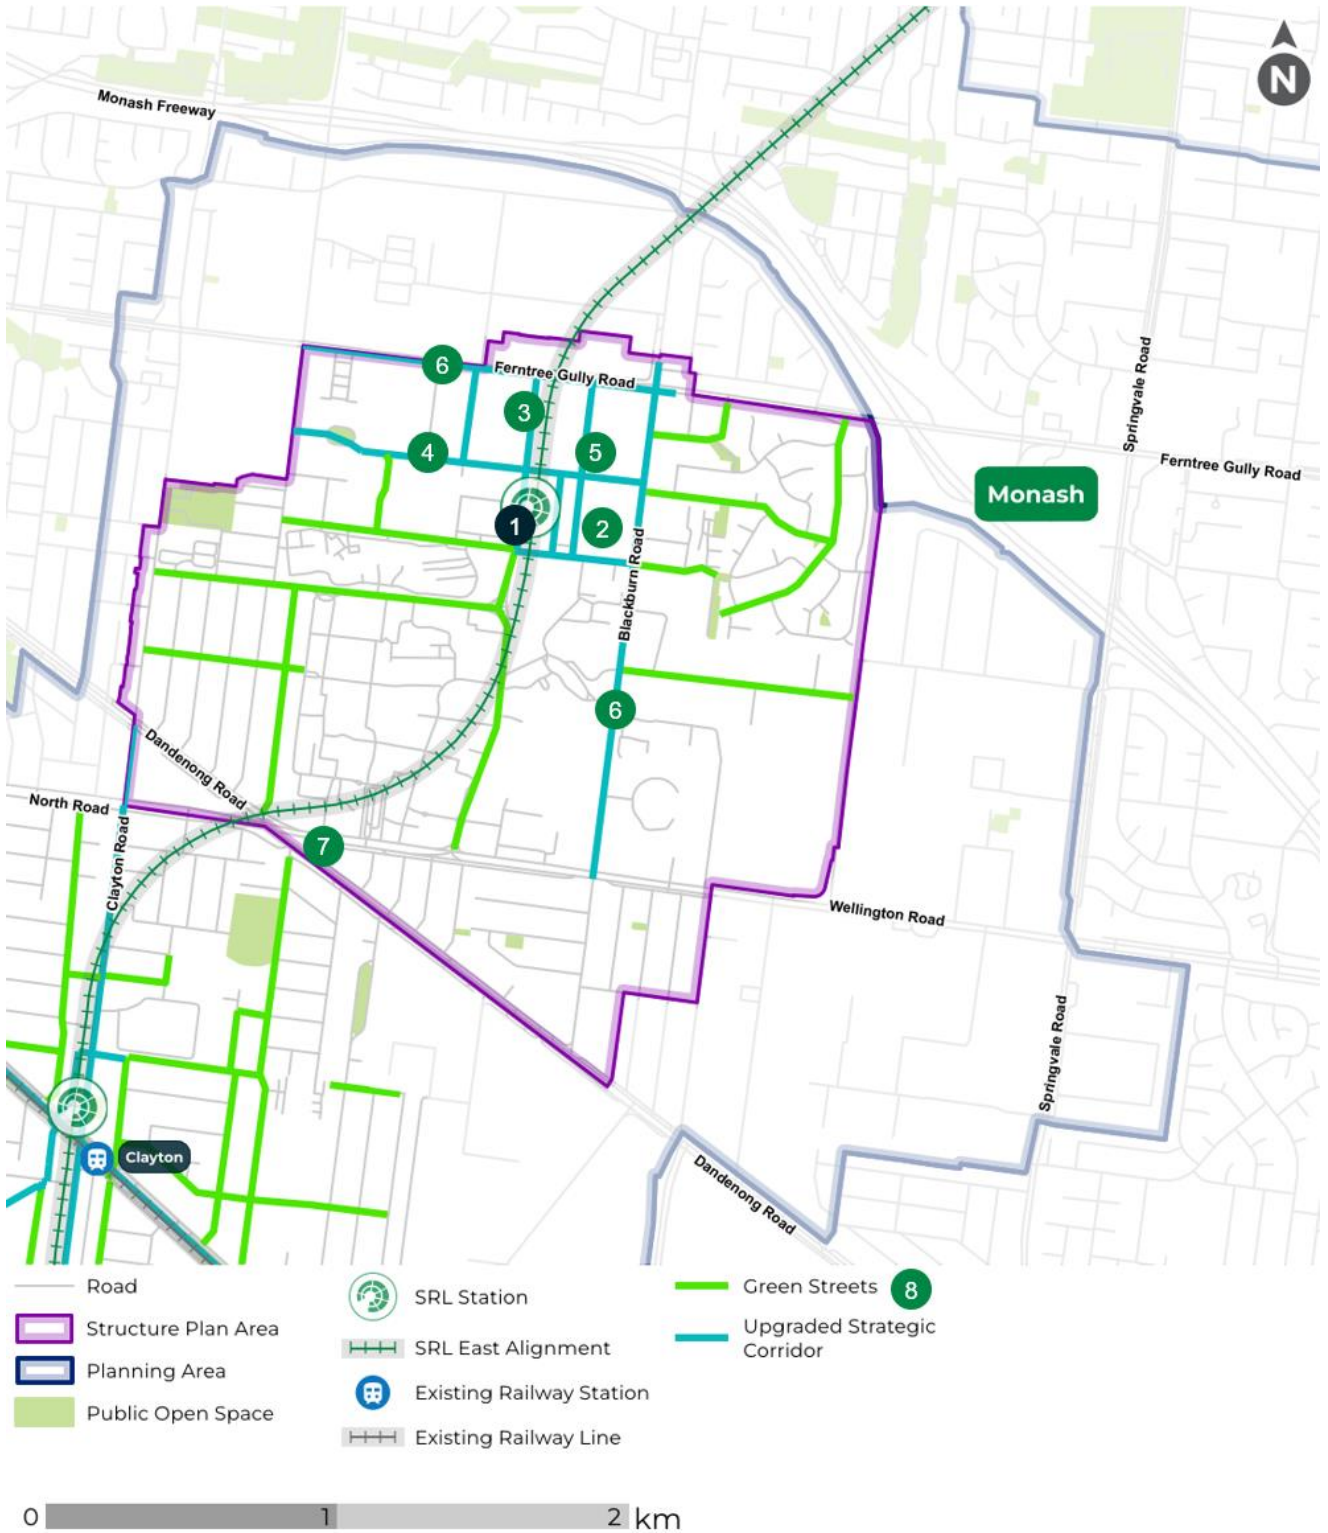 N
Monash Freeway
Springvale Road
6
Ferntree Gully Road
3
4
5
Ferntree Gully Road
Monash
1
2
Blackburn Road
6
Dandenong Road
North Road
Clayton Road
7
Wellington Road
Springvale Road
Clayton
Dandenong Road
Road
Structure Plan Area
Planning Area
Public Open Space
SRL Station
SRL East Alignment
Existing Railway Station
Existing Railway Line
Green Streets 8
Upgraded Strategic
Corridor
0 1 2 km